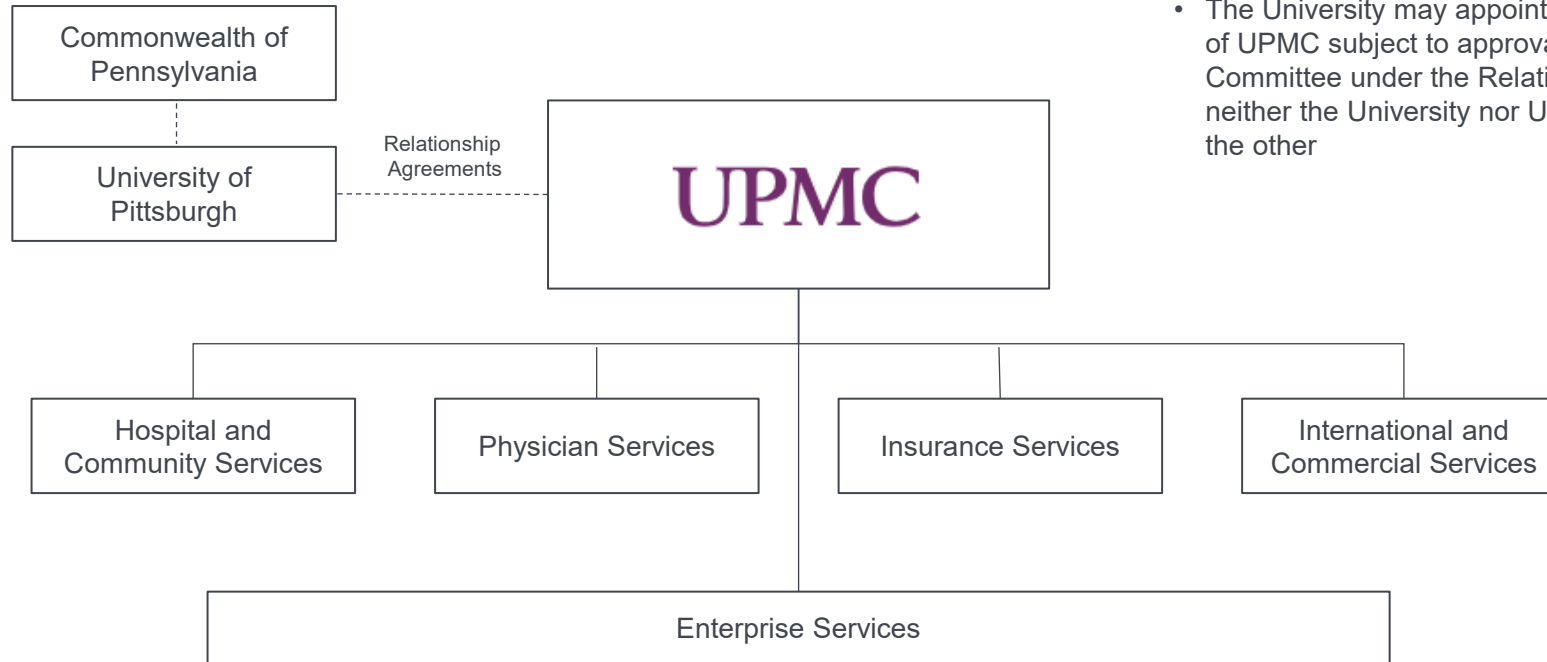 Commonwealth of
Pennsylvania
University of
Pittsburgh
Relationship
Agreements
UPMC
• The University may appoint
of UPMC subject to
Committee under the
neither the University nor
the other
Hospital and
Community Services
Physician Services
Insurance Services
International and
Commercial Services
Enterprise Services